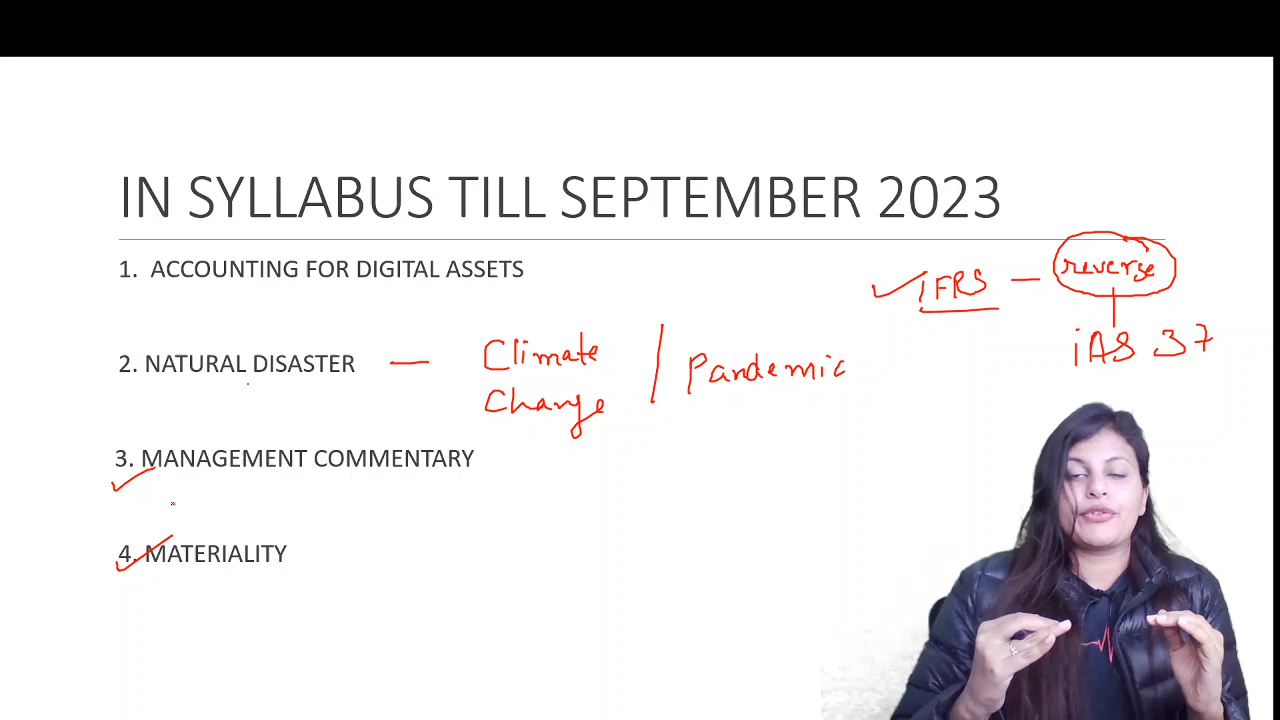 IN SYLLABUS TILL SEPTEMBER 2023
1. ACCOUNTING FOR DIGITAL ASSETS
IFRS — reverse
IAS 37
2. NATURAL DISASTER — Climate Change / Pandemic
3. MANAGEMENT COMMENTARY
4. MATERIALITY